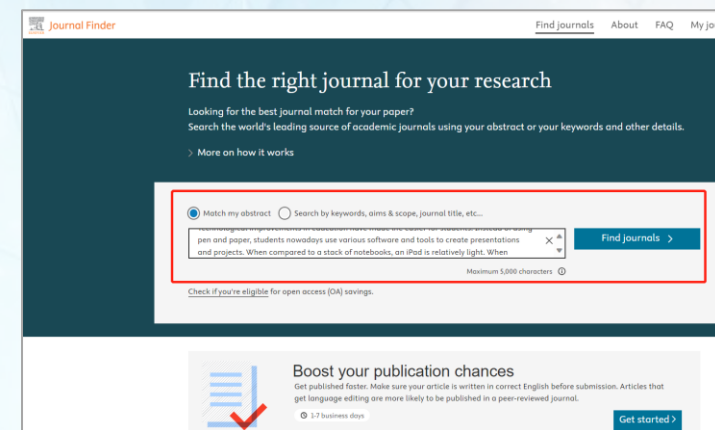 Journal Finder
Find journals About FAQ My jo
Find the right journal for your research
Looking for the best journal match for your paper?
Search the world's leading source of academic journals using your abstract or your keywords and other details.
> More on how it works
Match my abstract Search by keywords, aims & scope, journal title, etc...
pen and paper, students nowadays use various software and tools to create presentations
and projects. When compared to a stack of notebooks, an iPad is relatively light. When
Find journals >
Maximum 5,000 characters
Check if you're eligible for open access (OA) savings.
Boost your publication chances
Get published faster. Make sure your article is written in correct English before submission. Articles that
get language editing are more likely to be published in a peer-reviewed journal.
1-7 business days
Get started >